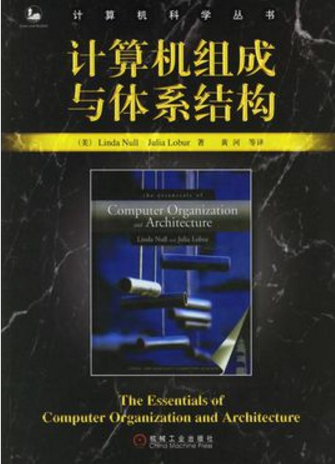 计算机科学丛书
计算机组成
与体系结构
（美）Linda Null Julia Lobur 著 黄河 等译
the essentials of
Computer Organization
and Architecture
Linda Null and Julia Lobur
The Essentials of
Computer Organization and Architecture
机械工业出版社
China Machine Press